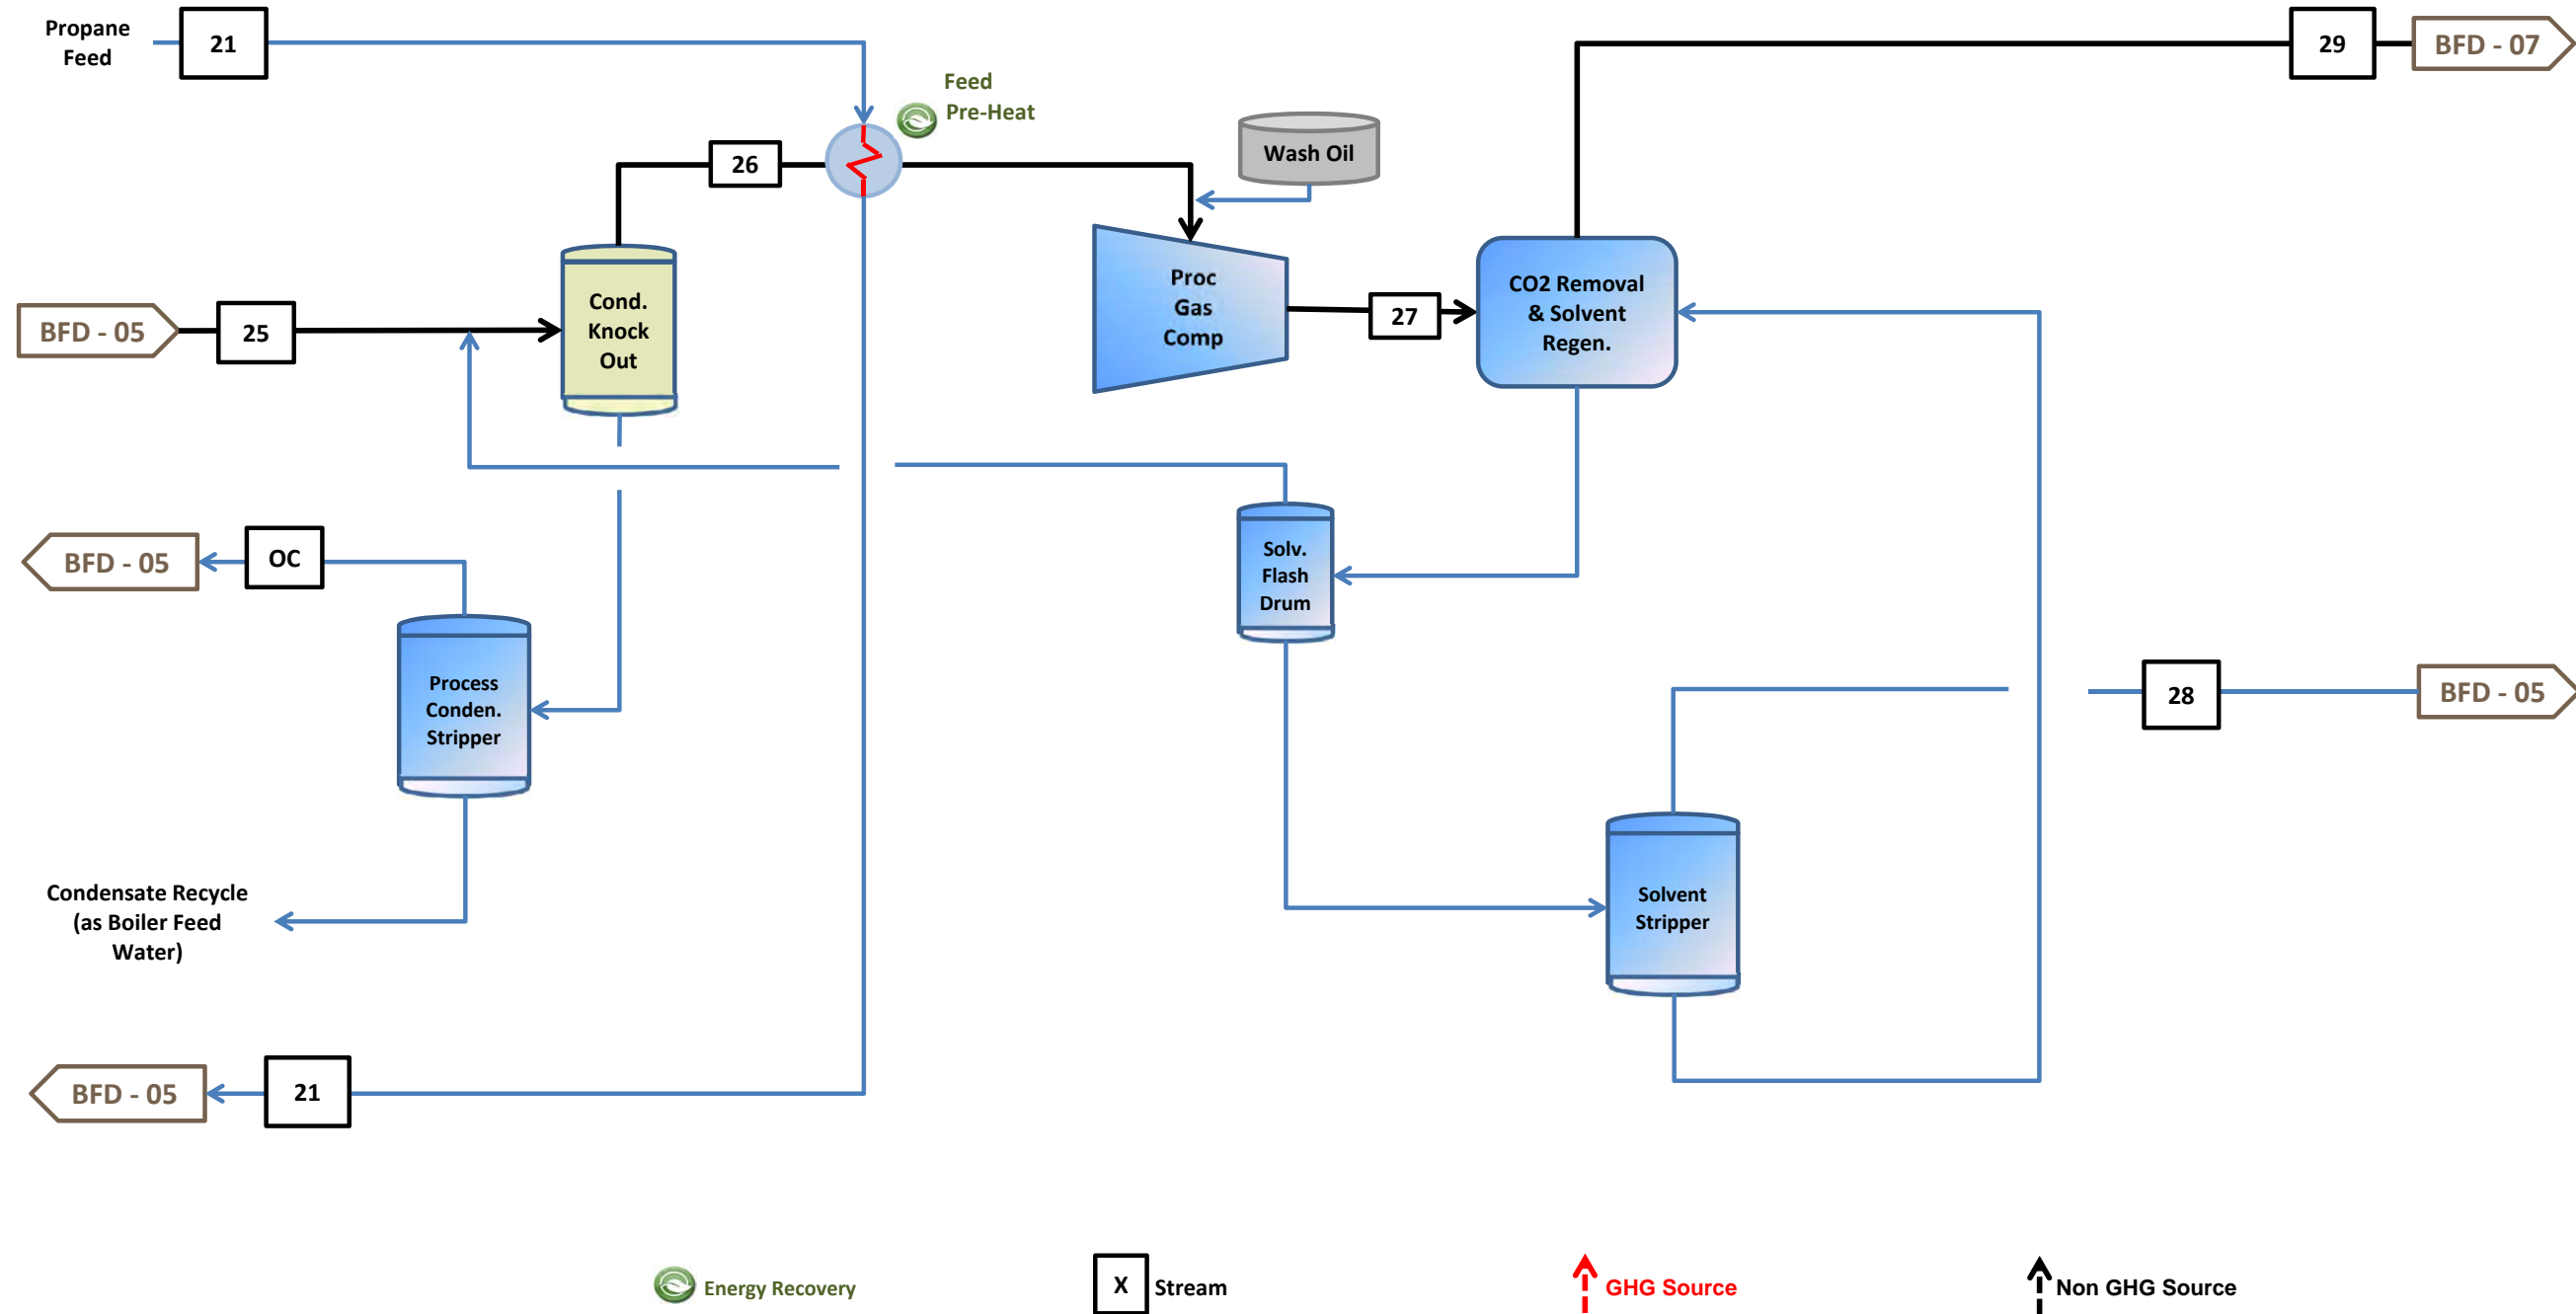 Propane
Feed
21
29
BFD - 07
Feed
Pre-Heat
26
Wash Oil
BFD - 05
25
Cond.
Knock
Out
Proc
Gas
Comp
27
CO2 Removal
& Solvent
Regen.
BFD - 05
OC
Solv.
Flash
Drum
Process
Conden.
Stripper
28
BFD - 05
Condensate Recycle
(as Boiler Feed
Water)
Solvent
Stripper
BFD - 05
21
Energy Recovery
X
Stream
GHG Source
Non GHG Source